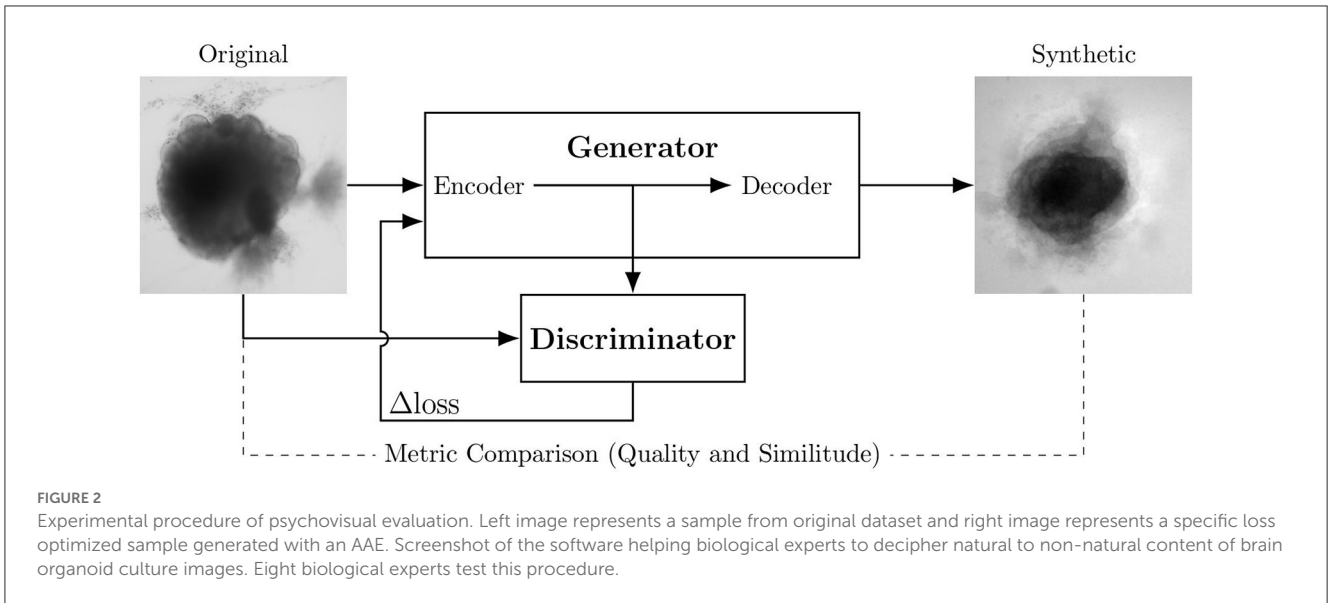 Original
Synthetic
Generator
Encoder
Decoder
Discriminator
Δloss
Metric Comparison (Quality and Similitude)
FIGURE 2
Experimental procedure of psychovisual evaluation. Left image represents a sample from original dataset and right image represents a specific loss
optimized sample generated with an AAE. Screenshot of the software helping biological experts to decipher natural to non-natural content of brain
organoid culture images. Eight biological experts test this procedure.